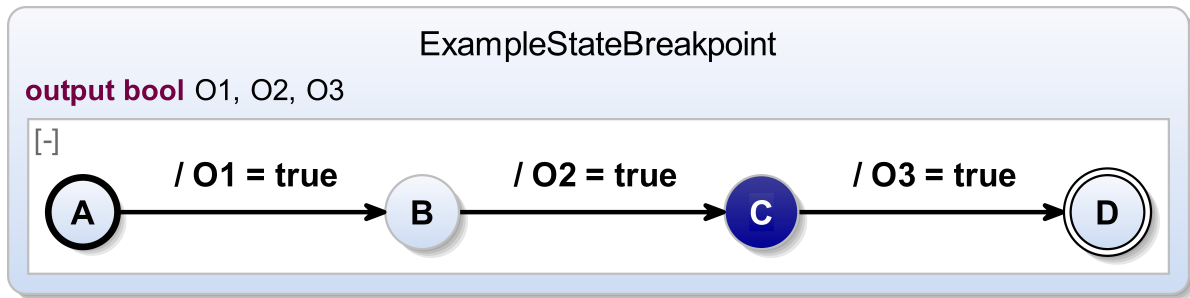 ExampleStateBreakpoint
output bool O1, O2, O3
[-]
/ O1 = true / O2 = true / O3 = true
A B C D